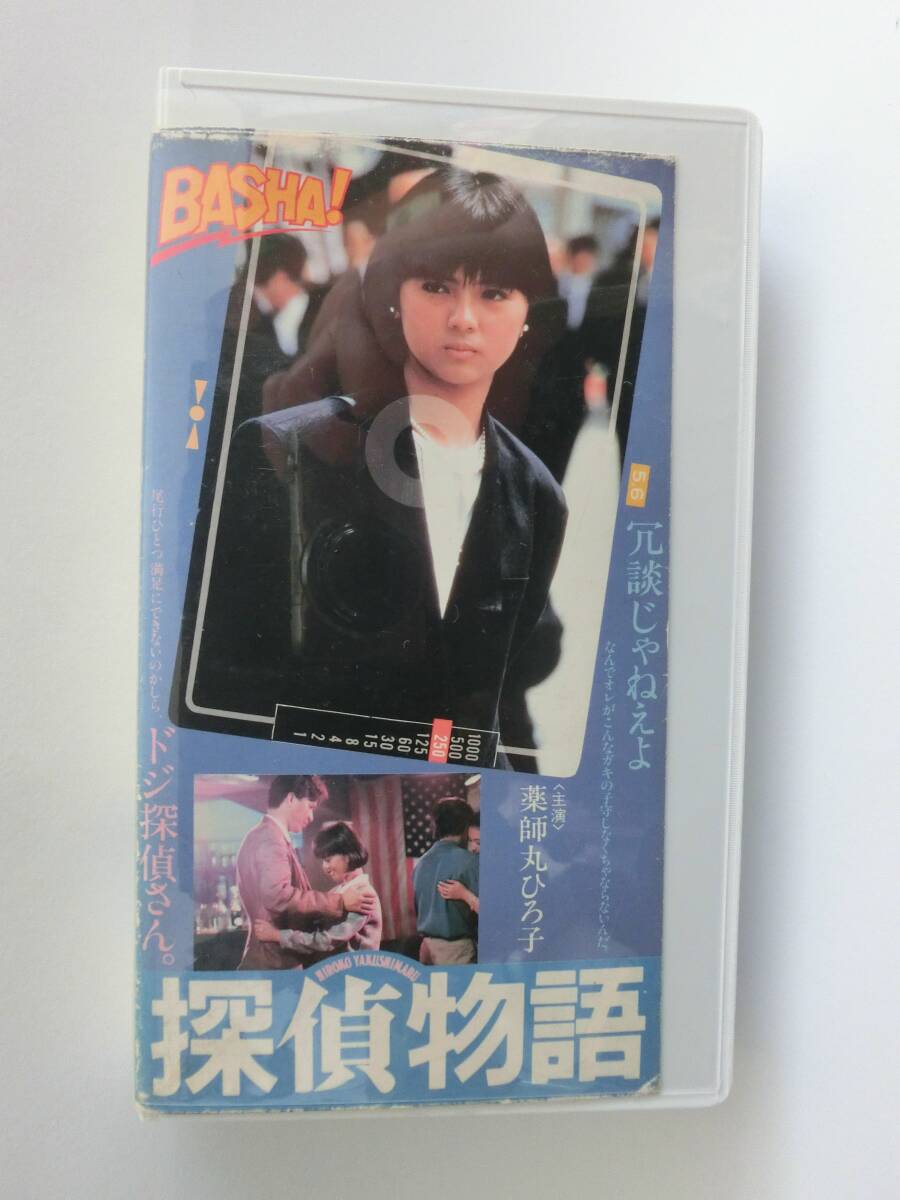 BASHA!
5.6
冗談じゃねえよ
なんでオレがこんなガキの子守しなくちゃならないんだ
尾行ひとつ満足にできないのかしら、
ドジ探偵さん。
1000
500
250
125
60
30
15
8
4
2
1
〈主演〉
薬師丸ひろ子
HIROKO YAKUSHIMARU
探偵物語